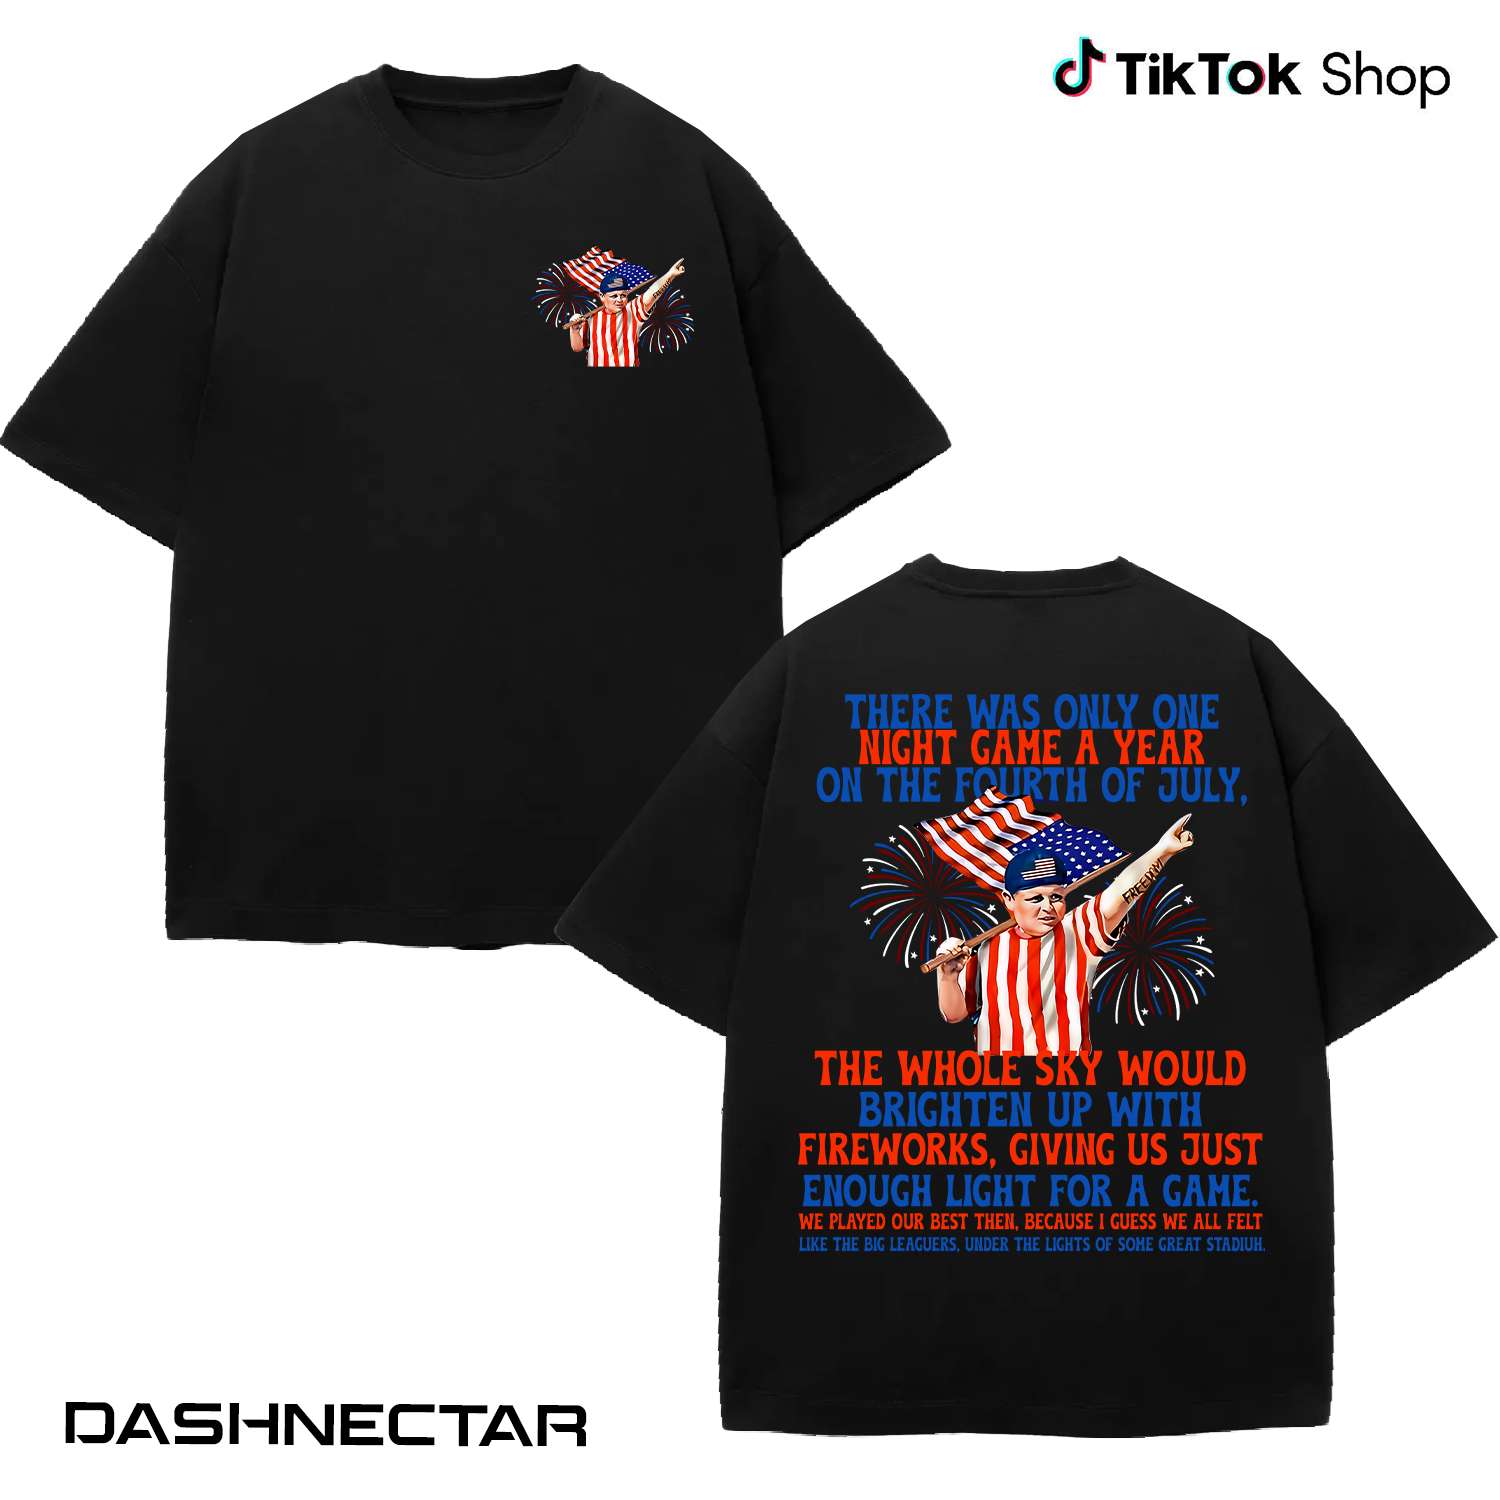 TikTok Shop
THERE WAS ONLY ONE
NIGHT GAME A YEAR
ON THE FOURTH OF JULY,
FREEDOM
THE WHOLE SKY WOULD
BRIGHTEN UP WITH
FIREWORKS, GIVING US JUST
ENOUGH LIGHT FOR A GAME.
WE PLAYED OUR BEST THEN, BECAUSE I GUESS WE ALL FELT
LIKE THE BIG LEAGUERS, UNDER THE LIGHTS OF SOME GREAT STADIUH.
DASHNECTAR